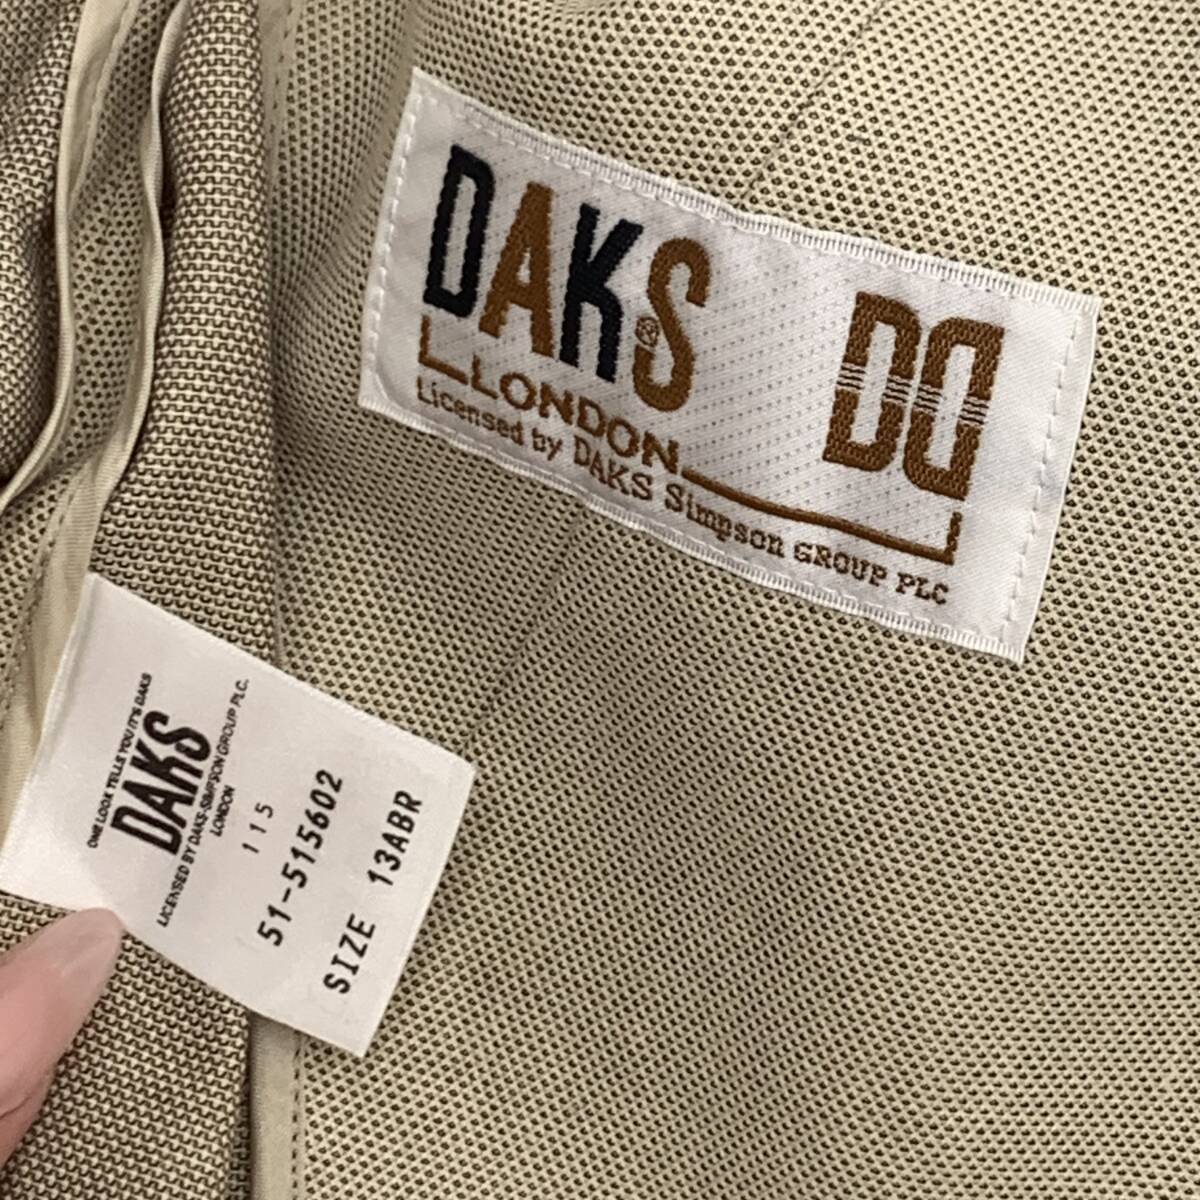 DAKS®
LONDON
Licensed by DAKS Simpson GROUP PLC
DD
ONE LOOK TELLS YOU IT'S DAKS
DAKS
LICENSED BY DAKS-SIMPSON GROUP PLC.
LONDON
115
51-515602
SIZE 13ABR